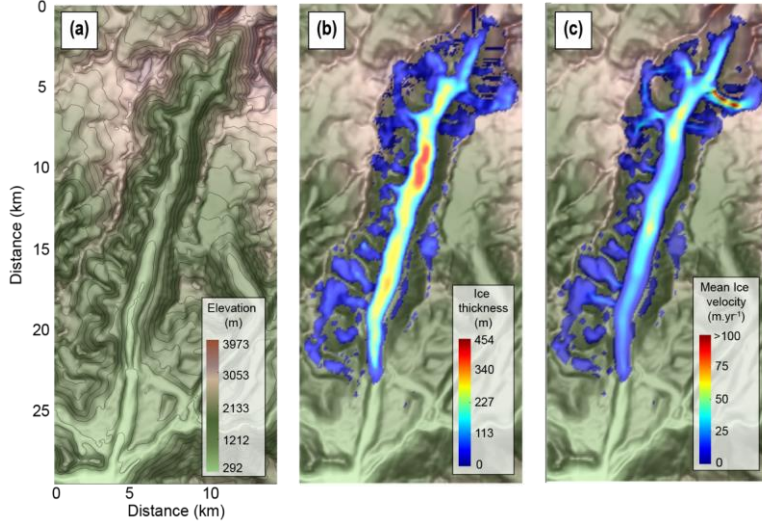 0
(a)
(b)
(c)
5
10
Distance (km)
15
20
25
Elevation
(m)
3973
3053
2133
1212
292
Ice
thickness
(m)
454
340
227
113
0
Mean Ice
velocity
(m.yr⁻¹)
>100
75
50
25
0
0
5
10
Distance (km)